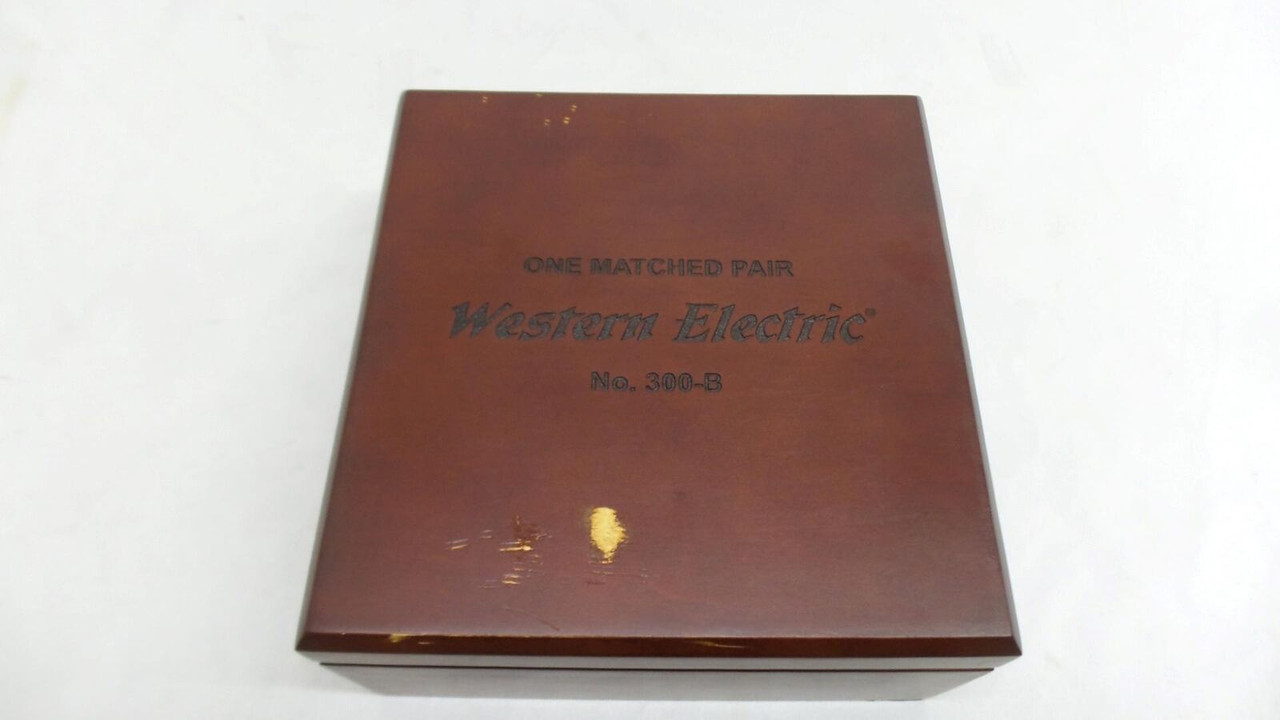 ONE MATCHED PAIR
Western Electric®
No. 300-B